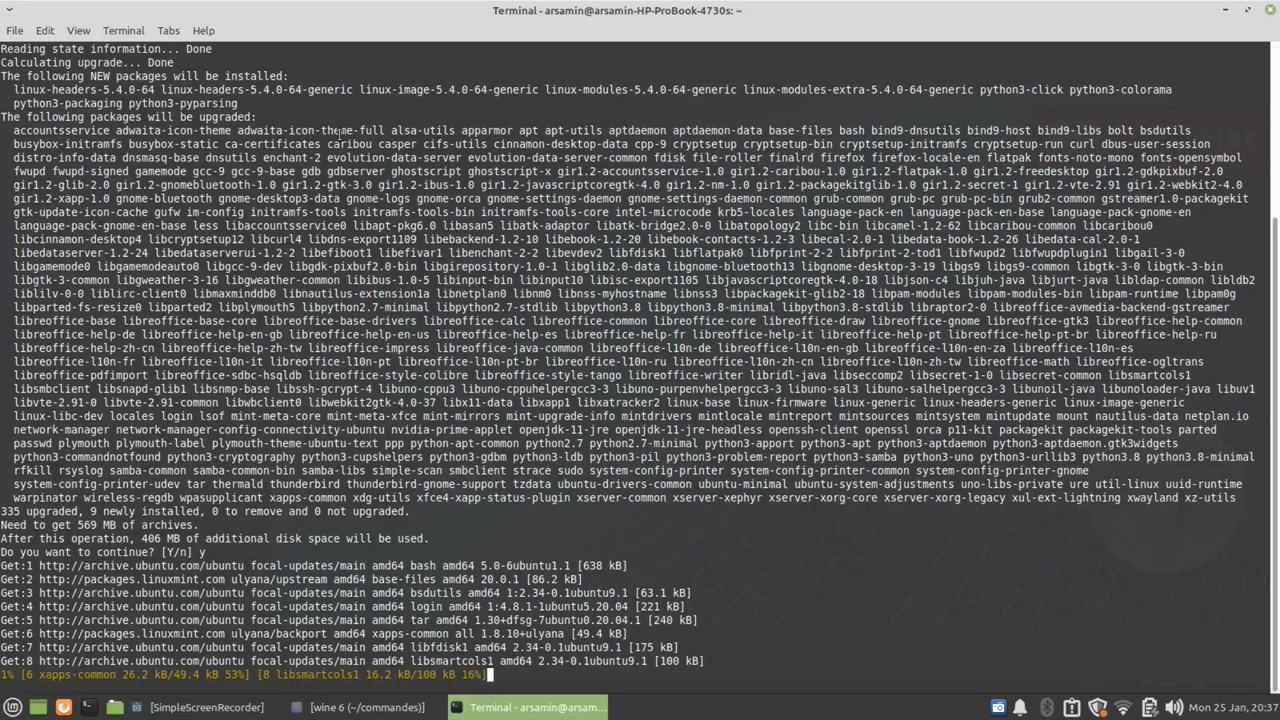 Terminal - arsamin@arsamin-HP-ProBook-4730s: ~
File Edit View Terminal Tabs Help
Reading state information... Done
Calculating upgrade... Done
The following NEW packages will be installed:
linux-headers-5.4.0-64 linux-headers-5.4.0-64-generic linux-image-5.4.0-64-generic linux-modules-5.4.0-64-generic linux-modules-extra-5.4.0-64-generic python3-click python3-colorama
python3-packaging python3-pyparsing
The following packages will be upgraded:
accountsservice adwaita-icon-theme adwaita-icon-theme-full alsa-utils apparmor apt apt-utils aptdaemon aptdaemon-data base-files bash bind9-dnsutils bind9-host bind9-libs bolt bsdutils
busybox-initramfs busybox-static ca-certificates caribou casper cifs-utils cinnamon-desktop-data cpp-9 cryptsetup cryptsetup-bin cryptsetup-initramfs cryptsetup-run curl dbus-user-session
distro-info-data dnsmasq-base dnsutils enchant-2 evolution-data-server evolution-data-server-common fdisk file-roller finalrd firefox firefox-locale-en flatpak fonts-noto-mono fonts-opensymbol
fwupd fwupd-signed gamemode gcc-9 gcc-9-base gdb gdbserver ghostscript ghostscript-x gir1.2-accountsservice-1.0 gir1.2-caribou-1.0 gir1.2-flatpak-1.0 gir1.2-freedesktop gir1.2-gdkpixbuf-2.0
gir1.2-glib-2.0 gir1.2-gnomebluetooth-1.0 gir1.2-gtk-3.0 gir1.2-ibus-1.0 gir1.2-javascriptcoregtk-4.0 gir1.2-nm-1.0 gir1.2-packagekitglib-1.0 gir1.2-secret-1 gir1.2-vte-2.91 gir1.2-webkit2-4.0
gir1.2-xapp-1.0 gnome-bluetooth gnome-desktop3-data gnome-logs gnome-orca gnome-settings-daemon gnome-settings-daemon-common grub-common grub-pc grub-pc-bin grub2-common gstreamer1.0-packagekit
gtk-update-icon-cache gufw im-config initramfs-tools initramfs-tools-bin initramfs-tools-core intel-microcode krb5-locales language-pack-en language-pack-en-base language-pack-gnome-en
language-pack-gnome-en-base less libaccountsservice0 libapt-pkg6.0 libasan5 libatk-adaptor libatk-bridge2.0-0 libatopology2 libc-bin libcamel-1.2-62 libcaribou-common libcaribou0
libcinnamon-desktop4 libcryptsetup12 libcurl4 libdns-export1109 libebackend-1.2-10 libebook-1.2-20 libebook-contacts-1.2-3 libecal-2.0-1 libedata-book-1.2-26 libedata-cal-2.0-1
libedataserver-1.2-24 libedataserverui-1.2-2 libefiboot1 libefivar1 libenchant-2-2 libevdev2 libfdisk1 libflatpak0 libfprint-2-2 libfprint-2-tod1 libfwupd2 libfwupdplugin1 libgail-3-0
libgamemode0 libgamemodeauto0 libgcc-9-dev libgdk-pixbuf2.0-bin libgirepository-1.0-1 libglib2.0-data libgnome-bluetooth13 libgnome-desktop-3-19 libgs9 libgs9-common libgtk-3-0 libgtk-3-bin
libgtk-3-common libgweather-3-16 libgweather-common libibus-1.0-5 libinput-bin libinput10 libisc-export1105 libjavascriptcoregtk-4.0-18 libjson-c4 libjuh-java libjurt-java libldap-common libldb2
liblilv-0-0 liblirc-client0 libmaxminddb0 libnautilus-extension1a libnetplan0 libnm0 libnss-myhostname libnss3 libpackagekit-glib2-18 libpam-modules libpam-modules-bin libpam-runtime libpam0g
libparted-fs-resize0 libparted2 libplymouth5 libpython2.7-minimal libpython2.7-stdlib libpython3.8 libpython3.8-minimal libpython3.8-stdlib libraptor2-0 libreoffice-avmedia-backend-gstreamer
libreoffice-base libreoffice-base-core libreoffice-base-drivers libreoffice-calc libreoffice-common libreoffice-core libreoffice-draw libreoffice-gnome libreoffice-gtk3 libreoffice-help-common
libreoffice-help-de libreoffice-help-en-gb libreoffice-help-en-us libreoffice-help-es libreoffice-help-fr libreoffice-help-it libreoffice-help-pt libreoffice-help-pt-br libreoffice-help-ru
libreoffice-help-zh-cn libreoffice-help-zh-tw libreoffice-impress libreoffice-java-common libreoffice-l10n-de libreoffice-l10n-en-gb libreoffice-l10n-en-za libreoffice-l10n-es
libreoffice-l10n-fr libreoffice-l10n-it libreoffice-l10n-pt libreoffice-l10n-pt-br libreoffice-l10n-ru libreoffice-l10n-zh-cn libreoffice-l10n-zh-tw libreoffice-math libreoffice-ogltrans
libreoffice-pdfimport libreoffice-sdbc-hsqldb libreoffice-style-colibre libreoffice-style-tango libreoffice-writer libridl-java libseccomp2 libsecret-1-0 libsecret-common libsmartcols1
libsmbclient libsnapd-glib1 libsnmp-base libssh-gcrypt-4 libuno-cppu3 libuno-cppuhelpergcc3-3 libuno-purpenvhelpergcc3-3 libuno-sal3 libuno-salhelpergcc3-3 libunoil-java libunoloader-java libuv1
libvte-2.91-0 libvte-2.91-common libwbclient0 libwebkit2gtk-4.0-37 libx11-data libxapp1 libxatracker2 linux-base linux-firmware linux-generic linux-headers-generic linux-image-generic
linux-libc-dev locales login lsof mint-meta-core mint-meta-xfce mint-mirrors mint-upgrade-info mintdrivers mintlocale mintreport mintsources mintsystem mintupdate mount nautilus-data netplan.io
network-manager network-manager-config-connectivity-ubuntu nvidia-prime-applet openjdk-11-jre openjdk-11-jre-headless openssh-client openssl orca p11-kit packagekit packagekit-tools parted
passwd plymouth plymouth-label plymouth-theme-ubuntu-text ppp python-apt-common python2.7 python2.7-minimal python3-apport python3-apt python3-aptdaemon python3-aptdaemon.gtk3widgets
python3-commandnotfound python3-cryptography python3-cupshelpers python3-gdbm python3-ldb python3-pil python3-problem-report python3-samba python3-uno python3-urllib3 python3.8 python3.8-minimal
rfkill rsyslog samba-common samba-common-bin samba-libs simple-scan smbclient strace sudo system-config-printer system-config-printer-common system-config-printer-gnome
system-config-printer-udev tar thermald thunderbird thunderbird-gnome-support tzdata ubuntu-drivers-common ubuntu-minimal ubuntu-system-adjustments uno-libs-private ure util-linux uuid-runtime
warpinator wireless-regdb wpasupplicant xapps-common xdg-utils xfce4-xapp-status-plugin xserver-common xserver-xephyr xserver-xorg-core xserver-xorg-legacy xul-ext-lightning xwayland xz-utils
335 upgraded, 9 newly installed, 0 to remove and 0 not upgraded.
Need to get 569 MB of archives.
After this operation, 406 MB of additional disk space will be used.
Do you want to continue? [Y/n] y
Get:1 http://archive.ubuntu.com/ubuntu focal-updates/main amd64 bash amd64 5.0-6ubuntu1.1 [638 kB]
Get:2 http://packages.linuxmint.com ulyana/upstream amd64 base-files amd64 20.0.1 [86.2 kB]
Get:3 http://archive.ubuntu.com/ubuntu focal-updates/main amd64 bsdutils amd64 1:2.34-0.1ubuntu9.1 [63.1 kB]
Get:4 http://archive.ubuntu.com/ubuntu focal-updates/main amd64 login amd64 1:4.8.1-1ubuntu5.20.04 [221 kB]
Get:5 http://archive.ubuntu.com/ubuntu focal-updates/main amd64 tar amd64 1.30+dfsg-7ubuntu0.20.04.1 [240 kB]
Get:6 http://packages.linuxmint.com ulyana/backport amd64 xapps-common all 1.8.10+ulyana [49.4 kB]
Get:7 http://archive.ubuntu.com/ubuntu focal-updates/main amd64 libfdisk1 amd64 2.34-0.1ubuntu9.1 [175 kB]
Get:8 http://archive.ubuntu.com/ubuntu focal-updates/main amd64 libsmartcols1 amd64 2.34-0.1ubuntu9.1 [100 kB]
1% [6 xapps-common 26.2 kB/49.4 kB 53%] [8 libsmartcols1 16.2 kB/100 kB 16%]
[SimpleScreenRecorder] [wine 6 (~/commandes] Terminal - arsamin@arsam... Mon 25 Jan, 20:37